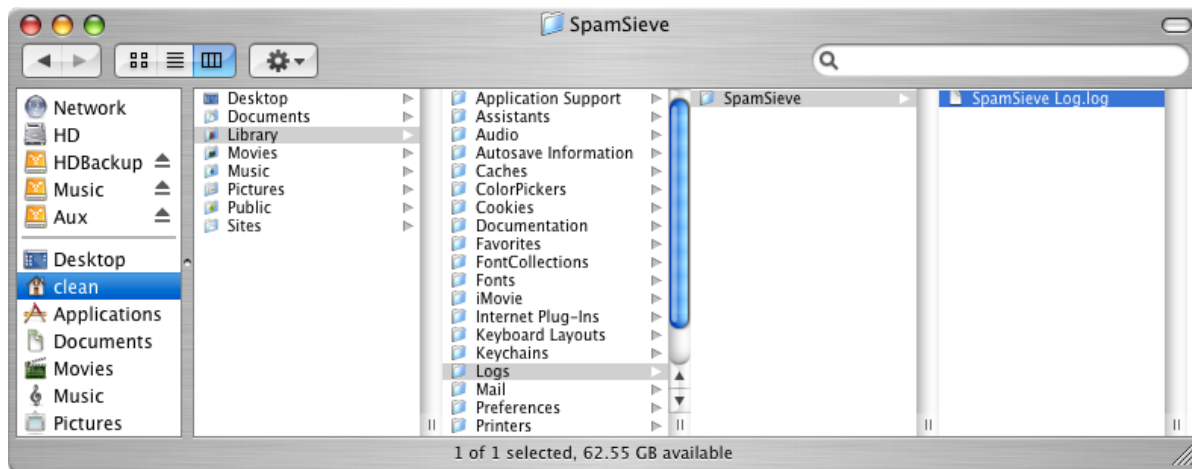 SpamSieve
Network
HD
HDBackup
Music
Aux
Desktop
clean
Applications
Documents
Movies
Music
Pictures
Desktop
Documents
Library
Movies
Music
Pictures
Public
Sites
Application Support
Assistants
Audio
Autosave Information
Caches
ColorPickers
Cookies
Documentation
Favorites
FontCollections
Fonts
iMovie
Internet Plug-Ins
Keyboard Layouts
Keychains
Logs
Mail
Preferences
Printers
SpamSieve
SpamSieve Log.log
1 of 1 selected, 62.55 GB available